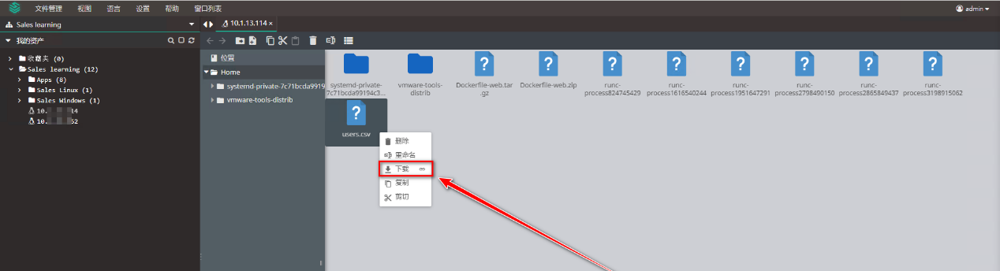 文件管理 视图 语言 设置 帮助 窗口列表 admin
Sales learning
10.1.13.114 ×
我的资产
收藏夹 (0)
Sales learning (12)
Apps (8)
Sales Linux (1)
Sales Windows (1)
10. 14
10. 52
位置
Home
systemd-private-7c71bcda9919
vmware-tools-distrib
systemd-private-
7c71bcda99194c3...
vmware-tools-
distrib
Dockerfile-web.tar
.gz
Dockerfile-web.zip
runc-
process824745429
runc-
process1616540244
runc-
process1951647291
runc-
process2798490150
runc-
process2865849437
runc-
process3198915062
users.csv
删除
重命名
下载
复制
剪切